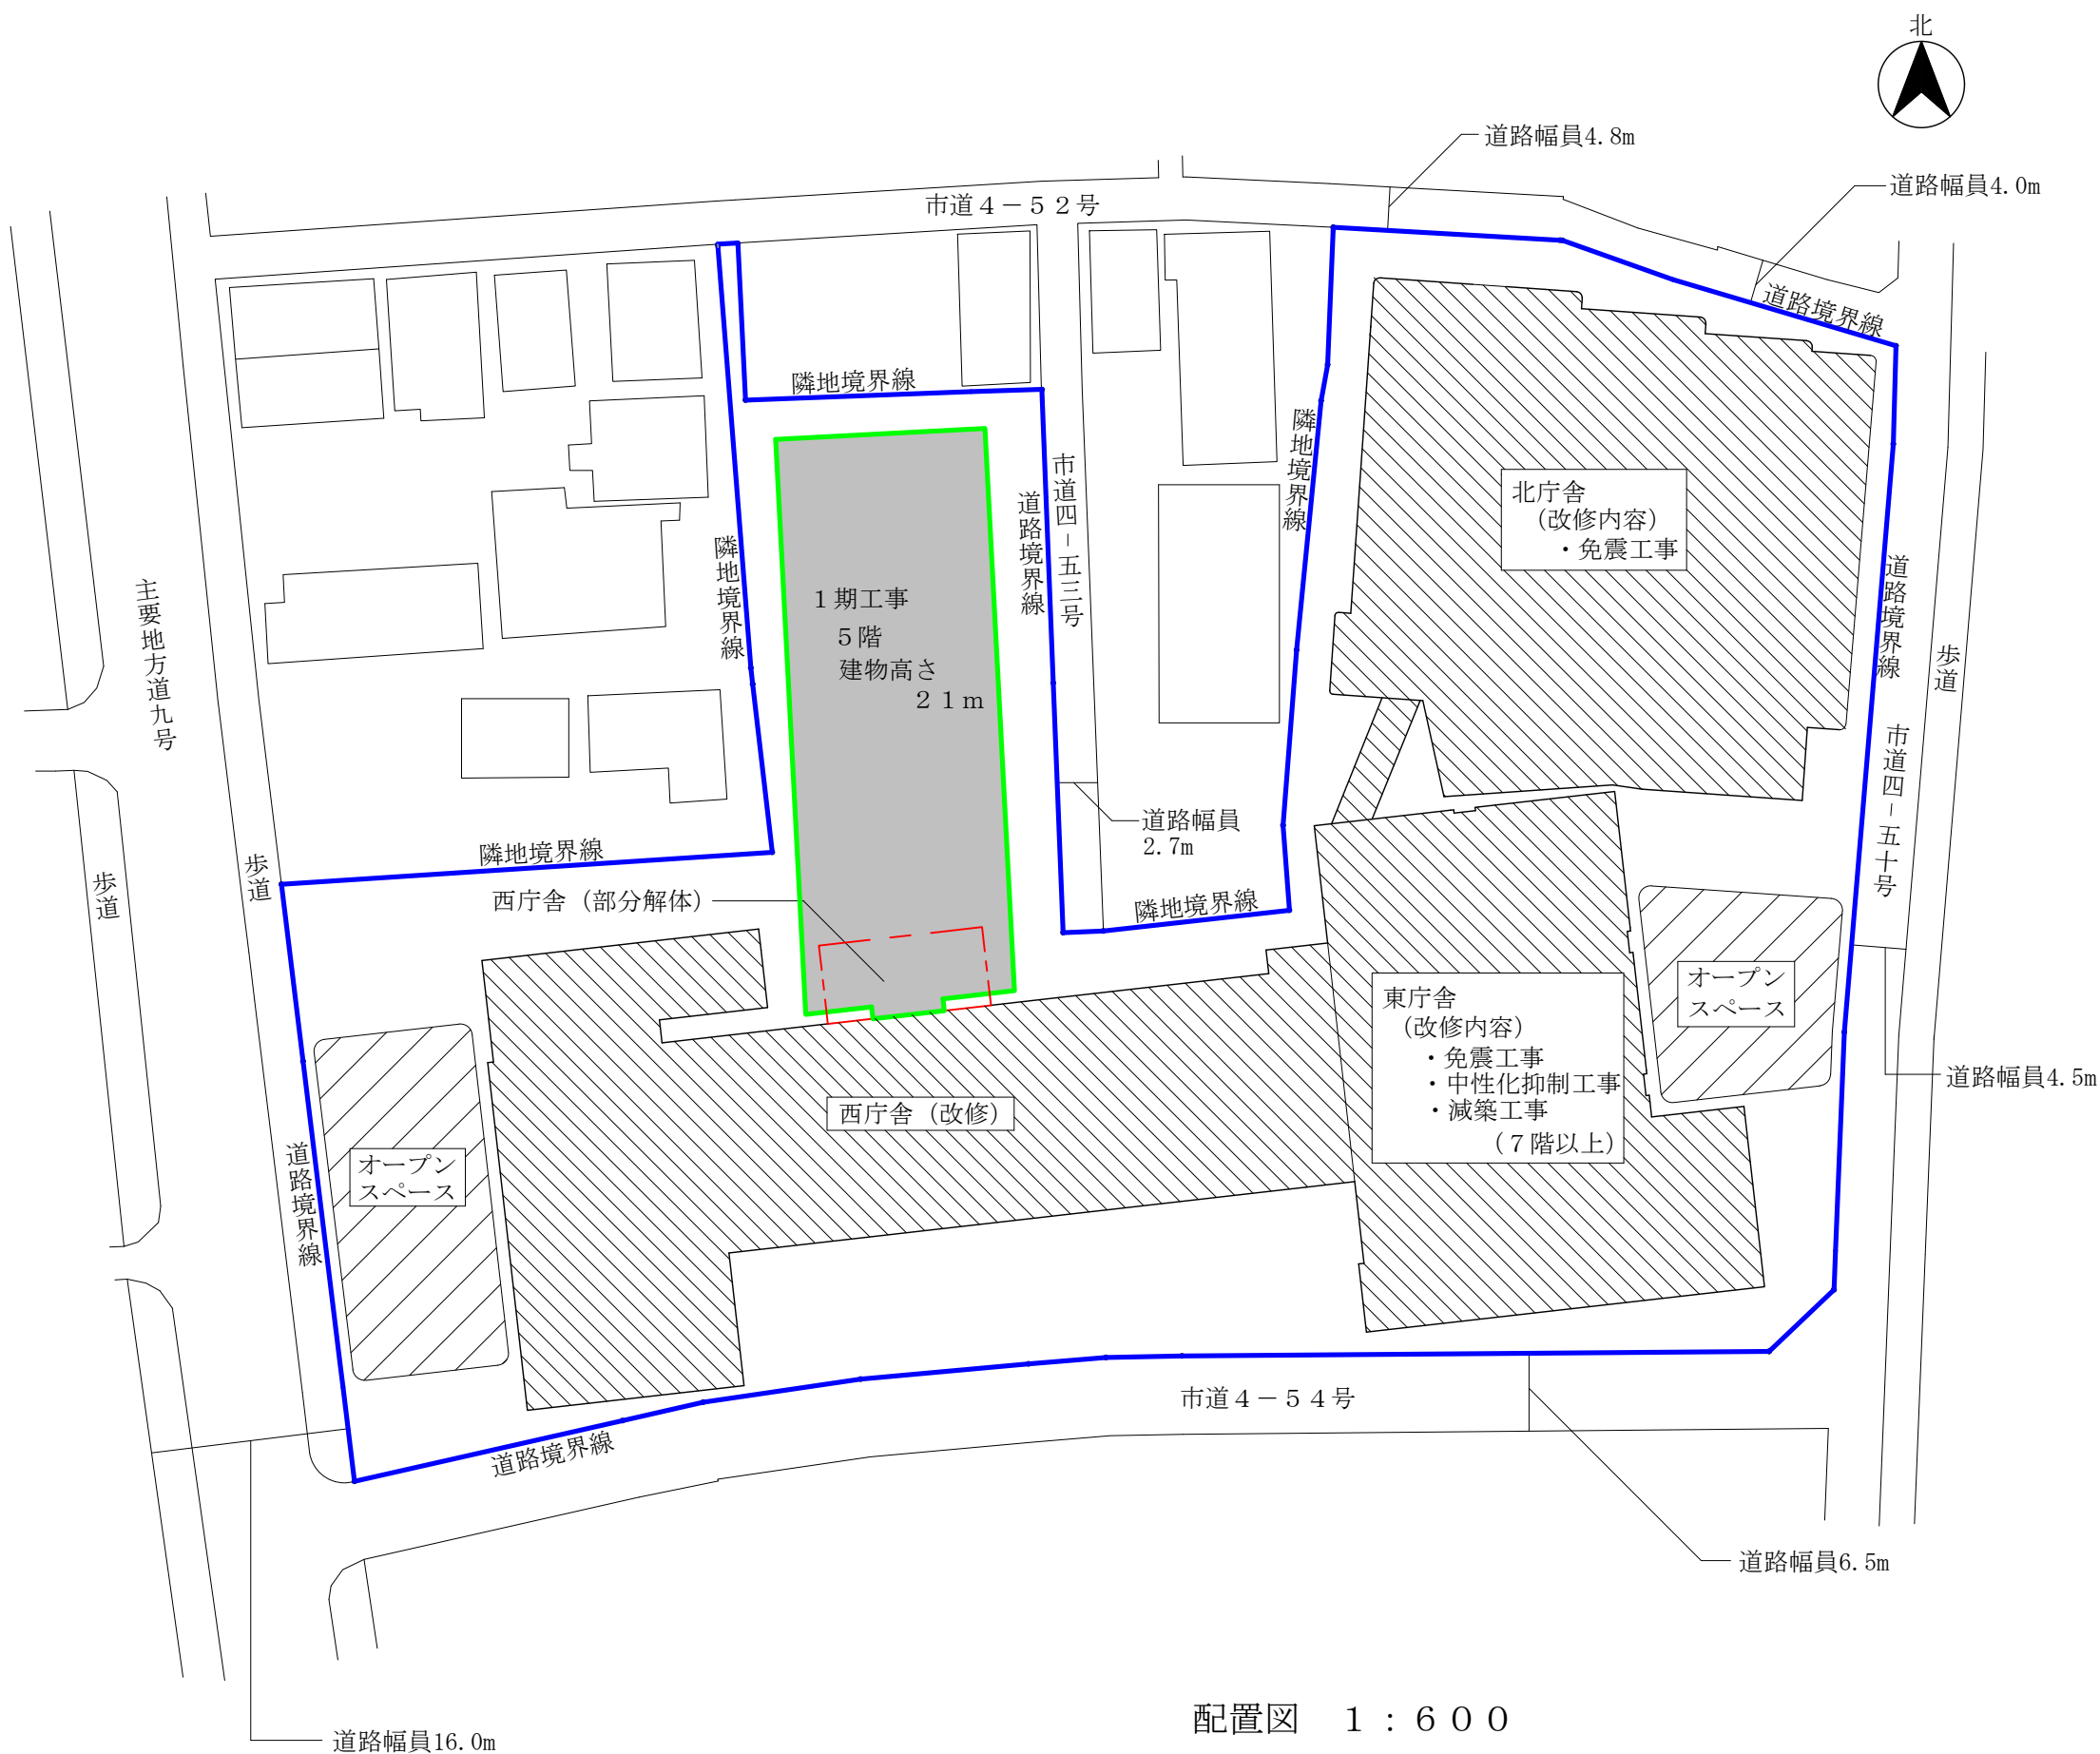 北
道路幅員4.8m
道路幅員4.0m
市道４－５２号
道路境界線
隣地境界線
隣地境界線
市道四－五三号
道路境界線
北庁舎
（改修内容）
・免震工事
隣地境界線
道路境界線
主要地方道九号
１期工事
５階
建物高さ
２１ｍ
歩道
市道四－五十号
道路幅員
2.7m
隣地境界線
歩道
歩道
西庁舎（部分解体）
隣地境界線
オープン
スペース
東庁舎
（改修内容）
・免震工事
・中性化抑制工事
・減築工事
（７階以上）
道路幅員4.5m
西庁舎（改修）
オープン
スペース
道路境界線
市道４－５４号
道路境界線
道路幅員6.5m
配置図　１：６００
道路幅員16.0m